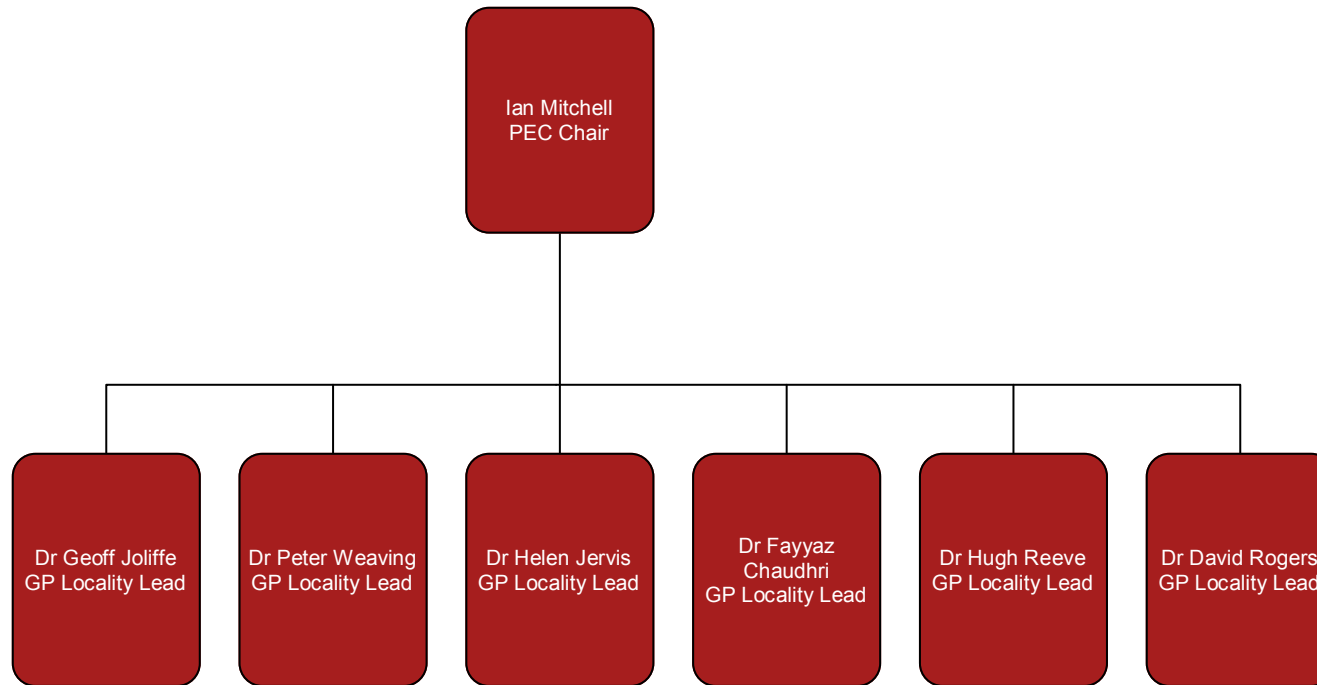 Ian Mitchell
PEC Chair
Dr Geoff Joliffe
GP Locality Lead
Dr Peter Weaving
GP Locality Lead
Dr Helen Jervis
GP Locality Lead
Dr Fayyaz
Chaudhri
GP Locality Lead
Dr Hugh Reeve
GP Locality Lead
Dr David Rogers
GP Locality Lead